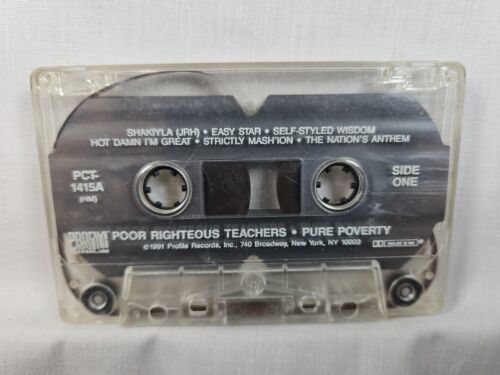 SHAKIYLA (JRH) • EASY STAR • SELF-STYLED WISDOM
HOT DAMN I'M GREAT • STRICTLY MASH'ION • THE NATION'S ANTHEM
PCT-
1415A
(HM)
SIDE
ONE
POOR RIGHTEOUS TEACHERS • PURE POVERTY
©1991 Profile Records, Inc., 740 Broadway, New York, NY 10003